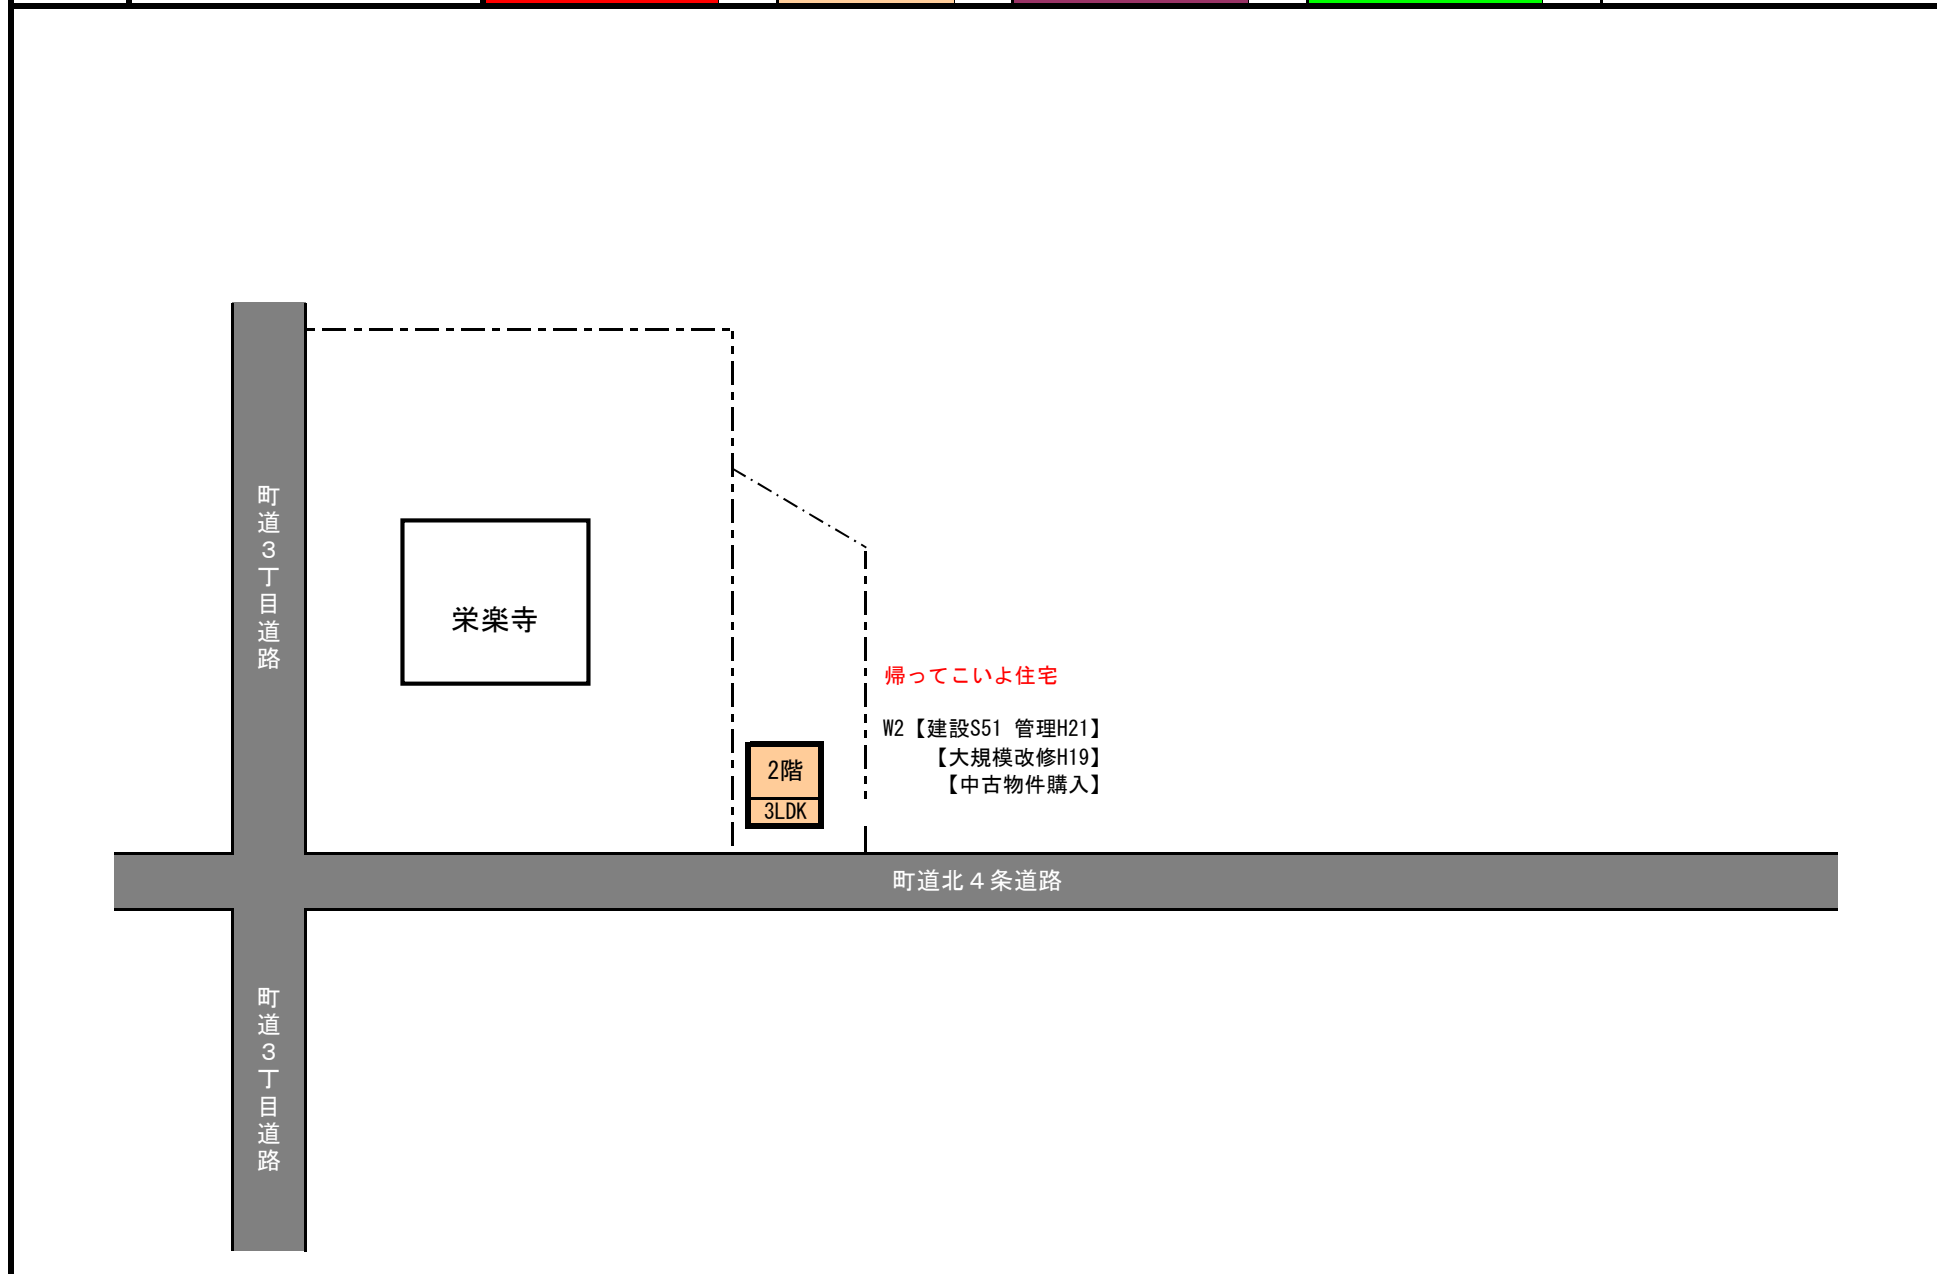 町道３丁目道路
栄楽寺
帰ってこいよ住宅
W2【建設S51 管理H21】
【大規模改修H19】
【中古物件購入】
2階
3LDK
町道北４条道路
町道３丁目道路